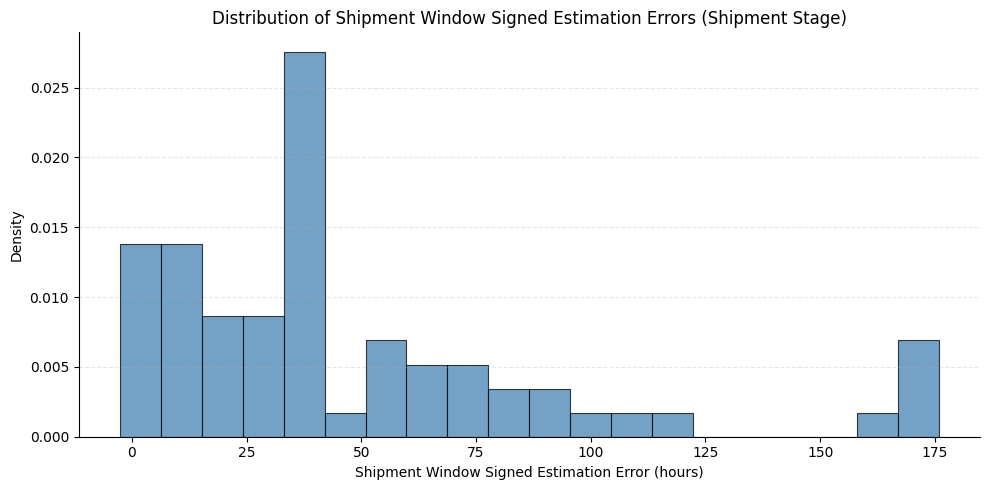 Distribution of Shipment Window Signed Estimation Errors (Shipment Stage)
Density
0.025
0.020
0.015
0.010
0.005
0.000
0 25 50 75 100 125 150 175
Shipment Window Signed Estimation Error (hours)